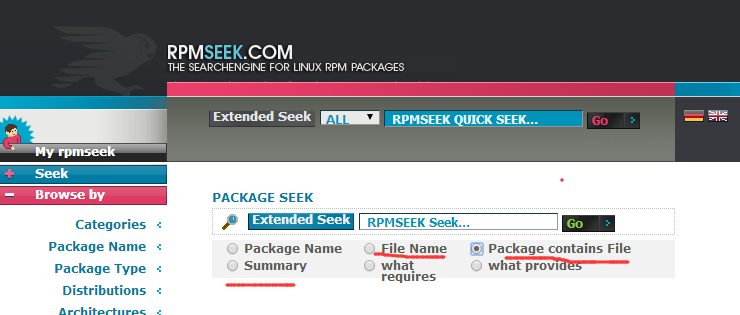 RPMSEEK.COM
THE SEARCHENGINE FOR LINUX RPM PACKAGES
Extended Seek ALL RPMSEEK QUICK SEEK... Go
My rpmseek
Seek
Browse by
Categories
Package Name
Package Type
Distributions
Architectures
PACKAGE SEEK
Extended Seek RPMSEEK Seek... Go
Package Name File Name Package contains File
Summary what requires what provides